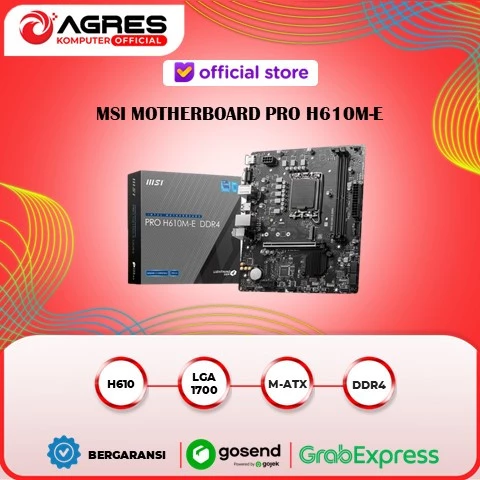 AGRES
KOMPUTER OFFICIAL
official store
MSI MOTHERBOARD PRO H610M-E
msi
PRO H610M-E DDR4
H610
LGA
1700
M-ATX
DDR4
BERGARANSI
gosend
Powered by gojek
GrabExpress